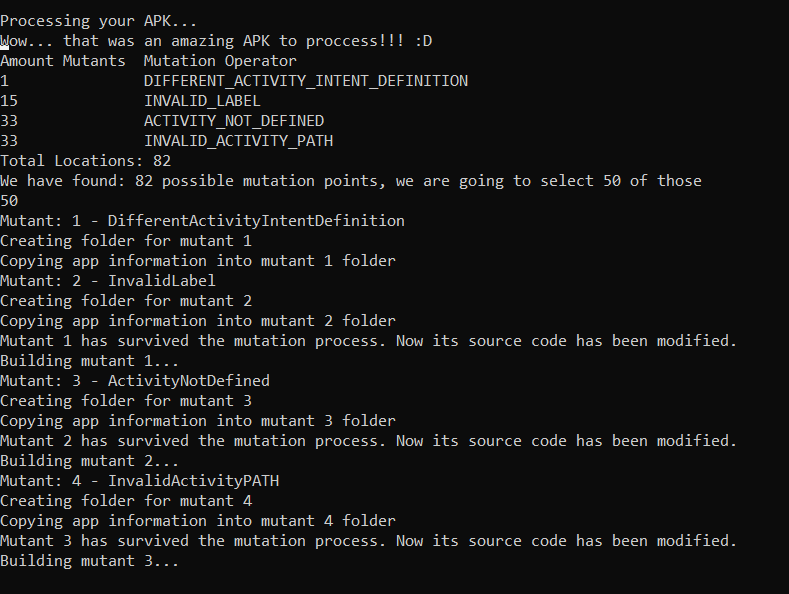 Processing your APK...
Wow... that was an amazing APK to proccess!!! :D
Amount Mutants  Mutation Operator
1               DIFFERENT_ACTIVITY_INTENT_DEFINITION
15              INVALID_LABEL
33              ACTIVITY_NOT_DEFINED
33              INVALID_ACTIVITY_PATH
Total Locations: 82
We have found: 82 possible mutation points, we are going to select 50 of those
50
Mutant: 1 - DifferentActivityIntentDefinition
Creating folder for mutant 1
Copying app information into mutant 1 folder
Mutant: 2 - InvalidLabel
Creating folder for mutant 2
Copying app information into mutant 2 folder
Mutant 1 has survived the mutation process. Now its source code has been modified.
Building mutant 1...
Mutant: 3 - ActivityNotDefined
Creating folder for mutant 3
Copying app information into mutant 3 folder
Mutant 2 has survived the mutation process. Now its source code has been modified.
Building mutant 2...
Mutant: 4 - InvalidActivityPATH
Creating folder for mutant 4
Copying app information into mutant 4 folder
Mutant 3 has survived the mutation process. Now its source code has been modified.
Building mutant 3...